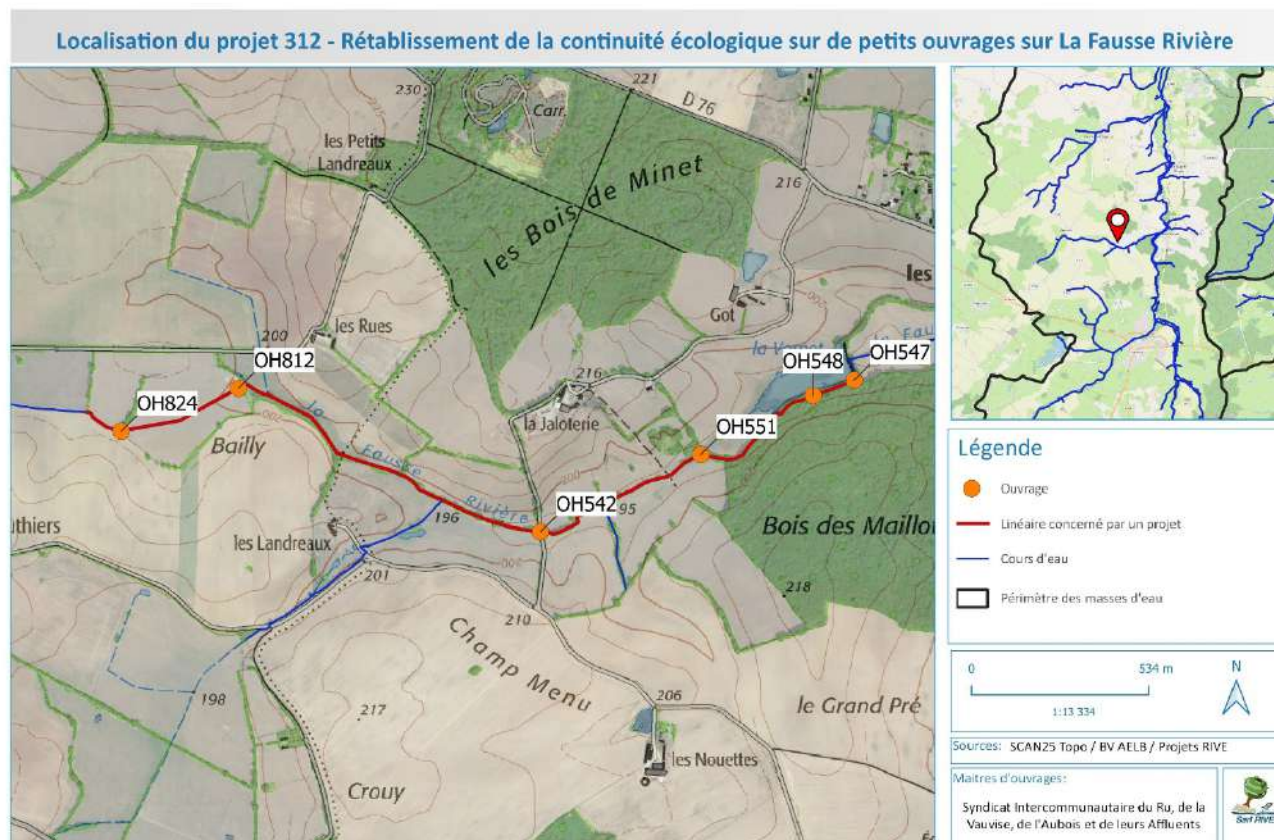 Localisation du projet 312 - Rétablissement de la continuité écologique sur de petits ouvrages sur La Fausse Rivière
230
221
D 76
Carr.
les Petits
Landreaux
les Bois de Minet
216
les
Got
200
les Rues
OH812
OH548
OH547
200
216
OH824
la Jaloterie
OH551
Bailly
200
La
Fausse
Rivière
200
OH542
195
196
Bois des Maillo
les Landreaux
201
218
210
Champ Menu
206
198
le Grand Pré
217
les Nouettes
Crouy
Légende
Ouvrage
Linéaire concerné par un projet
Cours d'eau
Périmètre des masses d'eau
0 534 m
N
1:13 334
Sources: SCAN25 Topo / BV AELB / Projets RIVE
Maitres d'ouvrages:
Syndicat Intercommunautaire du Ru, de la
Vauvise, de l'Aubois et de leurs Affluents